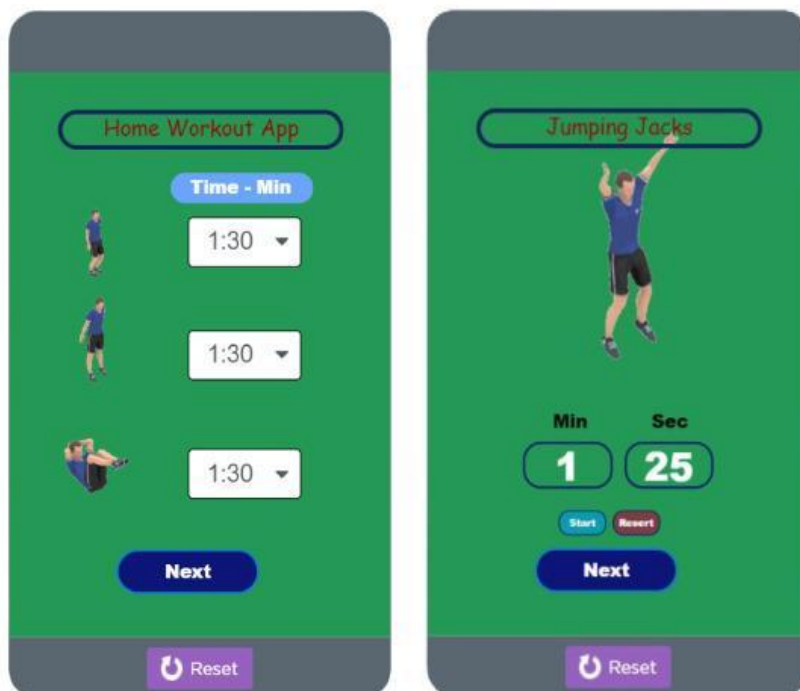 Home Workout App
Time - Min
1:30
1:30
1:30
Next
Reset
Jumping Jacks
Min Sec
1 25
Start Resert
Next
Reset